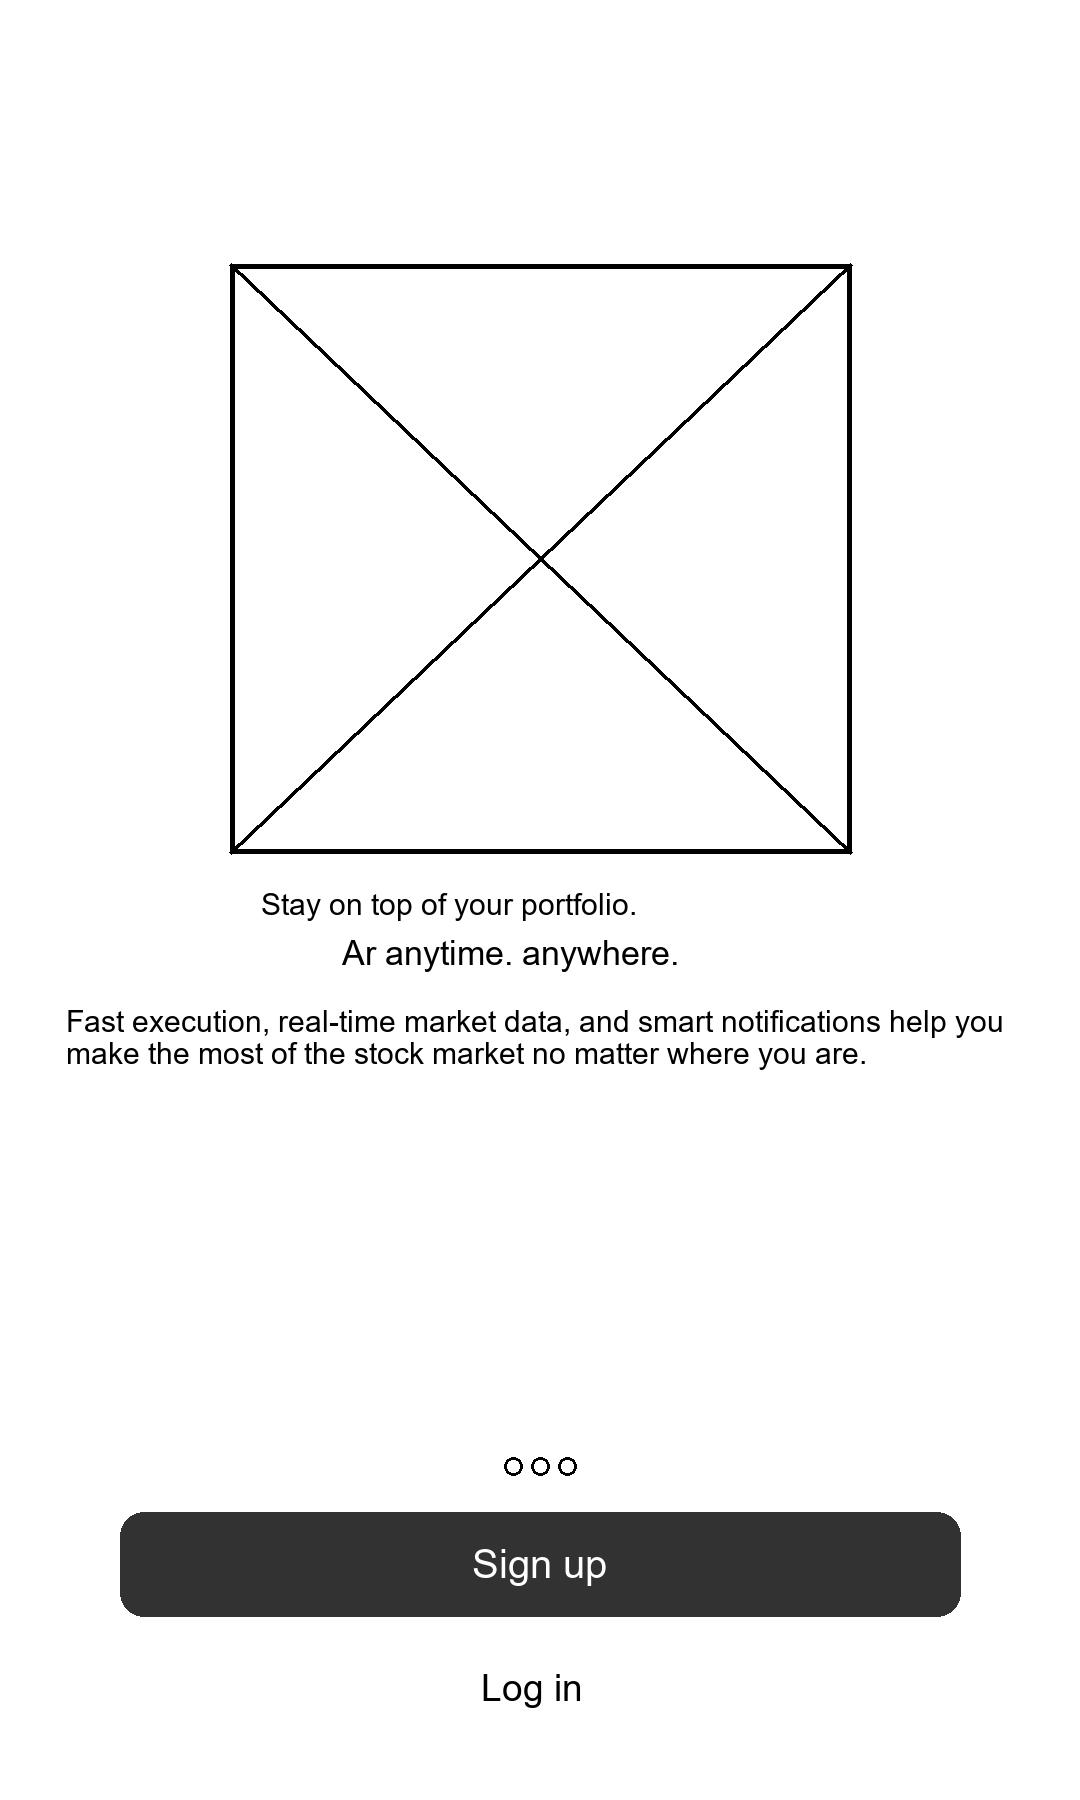 Stay on top of your portfolio.
Ar anytime. anywhere.
Fast execution, real-time market data, and smart notifications help you
make the most of the stock market no matter where you are.
Sign up
Log in